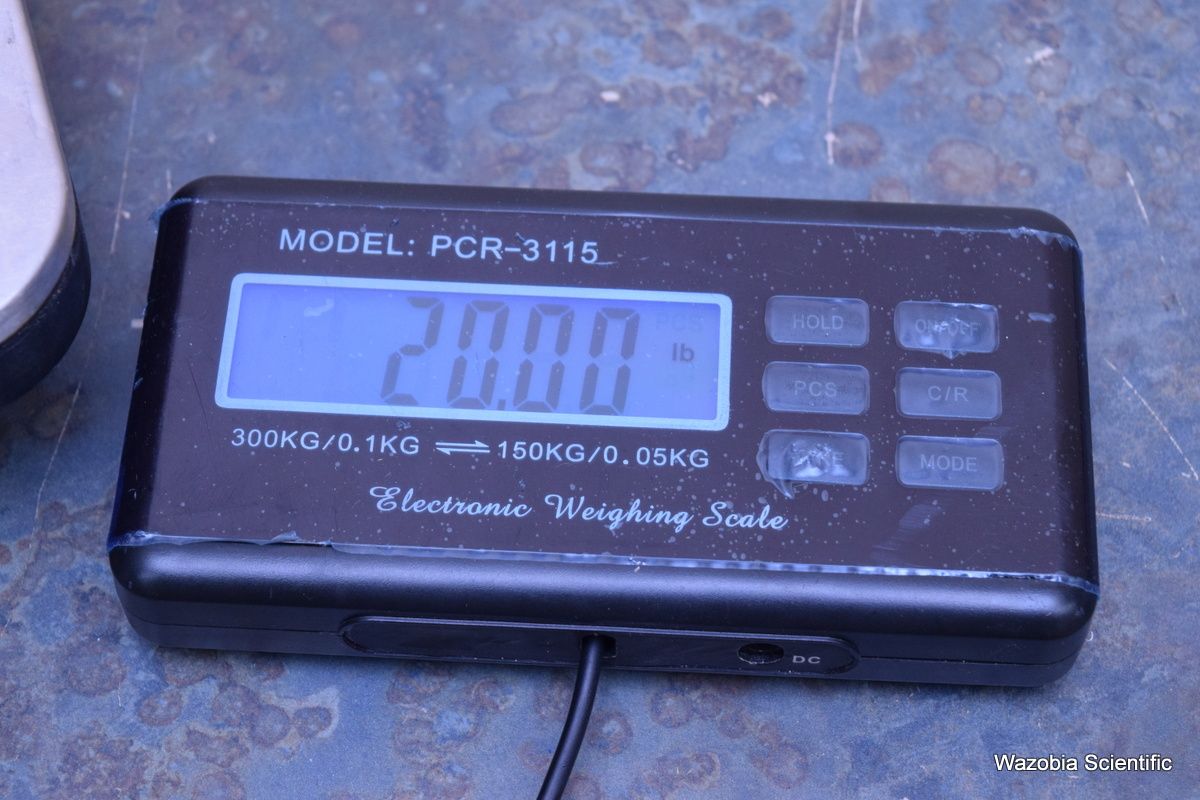 MODEL: PCR-3115
20.00
lb
HOLD
ON/OFF
PCS
C/R
MODE
300KG/0.1KG ⇌ 150KG/0.05KG
Electronic Weighing Scale
DC
Wazobia Scientific